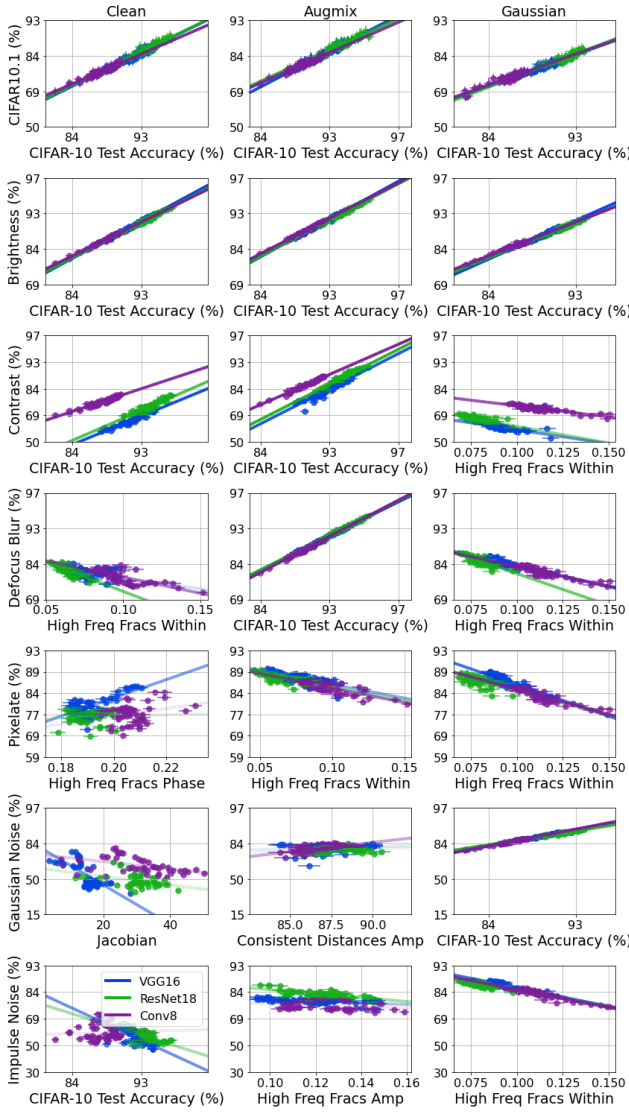 Clean Augmix Gaussian
CIFAR10.1 (%)
93 93 93
84 84 84
69 69 69
50 50 50
84 93 84 93 97 84 93
CIFAR-10 Test Accuracy (%) CIFAR-10 Test Accuracy (%) CIFAR-10 Test Accuracy (%)
Brightness (%)
97 97 97
93 93 93
84 84 84
69 69 69
84 93 84 93 97 84 93
CIFAR-10 Test Accuracy (%) CIFAR-10 Test Accuracy (%) CIFAR-10 Test Accuracy (%)
Contrast (%)
97 97 97
93 93 93
84 84 84
69 69 69
50 50 50
84 93 84 93 97 0.075 0.100 0.125 0.150
CIFAR-10 Test Accuracy (%) CIFAR-10 Test Accuracy (%) High Freq Fracs Within
Defocus Blur (%)
97 97 97
93 93 93
84 84 84
69 69 69
0.05 0.10 0.15 84 93 97 0.075 0.100 0.125 0.150
High Freq Fracs Within CIFAR-10 Test Accuracy (%) High Freq Fracs Within
Pixelate (%)
93 93 93
89 89 89
84 84 84
77 77 77
59 59 59
0.18 0.20 0.22 0.05 0.10 0.15 0.075 0.100 0.125 0.150
High Freq Fracs Phase High Freq Fracs Within High Freq Fracs Within
Gaussian Noise (%)
97 97 97
84 84 84
50 50 50
15 15 15
20 40 85.0 87.5 90.0 84 93
Jacobian Consistent Distances Amp CIFAR-10 Test Accuracy (%)
Impulse Noise (%)
93 93 93
84 84 84
69 69 69
50 50 50
30 30 30
VGG16
ResNet18
Conv8
84 93 0.10 0.12 0.14 0.16 0.075 0.100 0.125 0.150
CIFAR-10 Test Accuracy (%) High Freq Fracs Amp High Freq Fracs Within